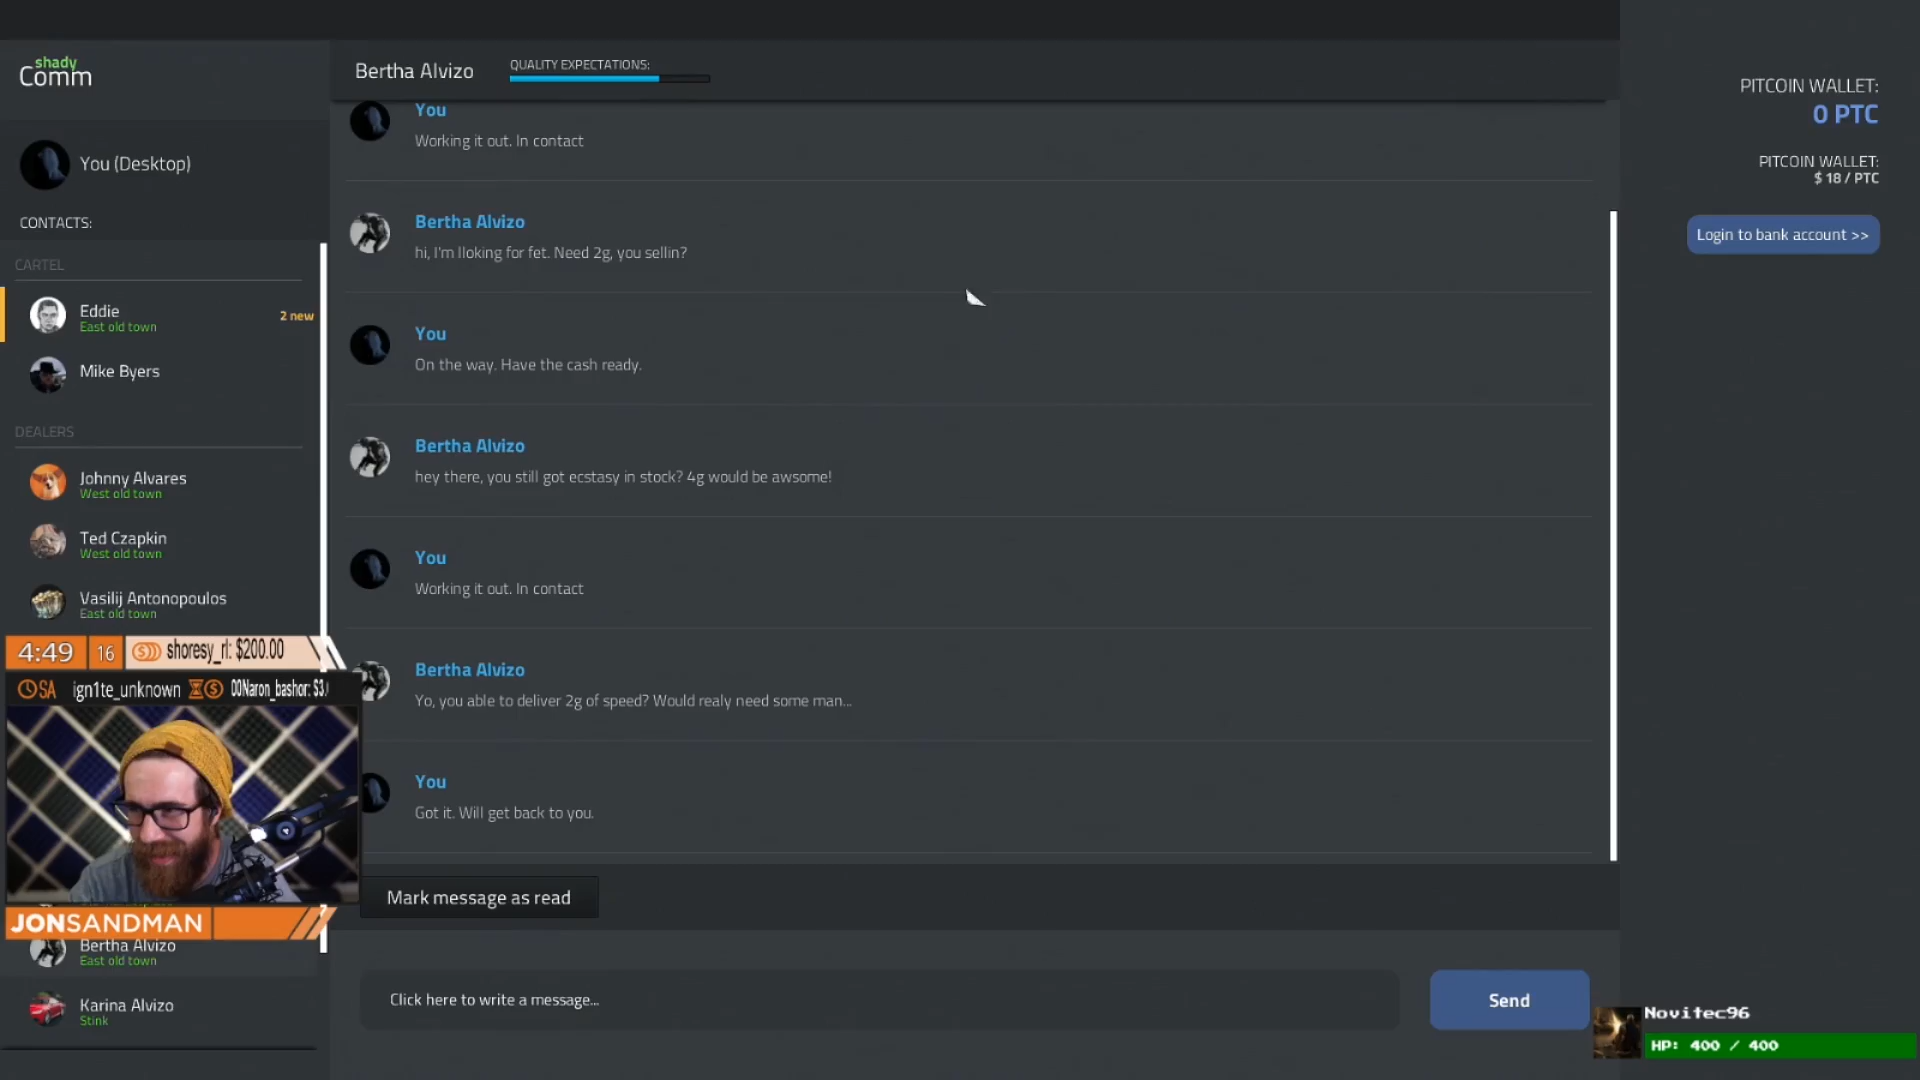 shady
Comm
You (Desktop)
CONTACTS:
CARTEL
Eddie
East old town
2 new
Mike Byers
DEALERS
Johnny Alvares
West old town
Ted Czapkin
West old town
Vasilij Antonopoulos
East old town
4:49
16
shoresy_rl: $200.00
SA
ign1te_unknown
00Naron_bashor: $3.
JONSANDMAN
Bertha Alvizo
East old town
Karina Alvizo
Stink
Bertha Alvizo
QUALITY EXPECTATIONS:
You
Working it out. In contact
Bertha Alvizo
hi, I'm lloking for fet. Need 2g, you sellin?
You
On the way. Have the cash ready.
Bertha Alvizo
hey there, you still got ecstasy in stock? 4g would be awsome!
You
Working it out. In contact
Bertha Alvizo
Yo, you able to deliver 2g of speed? Would realy need some man...
You
Got it. Will get back to you.
Mark message as read
Click here to write a message...
Send
PITCOIN WALLET:
0 PTC
PITCOIN WALLET:
$ 18 / PTC
Login to bank account >>
Novitec96
HP: 400 / 400